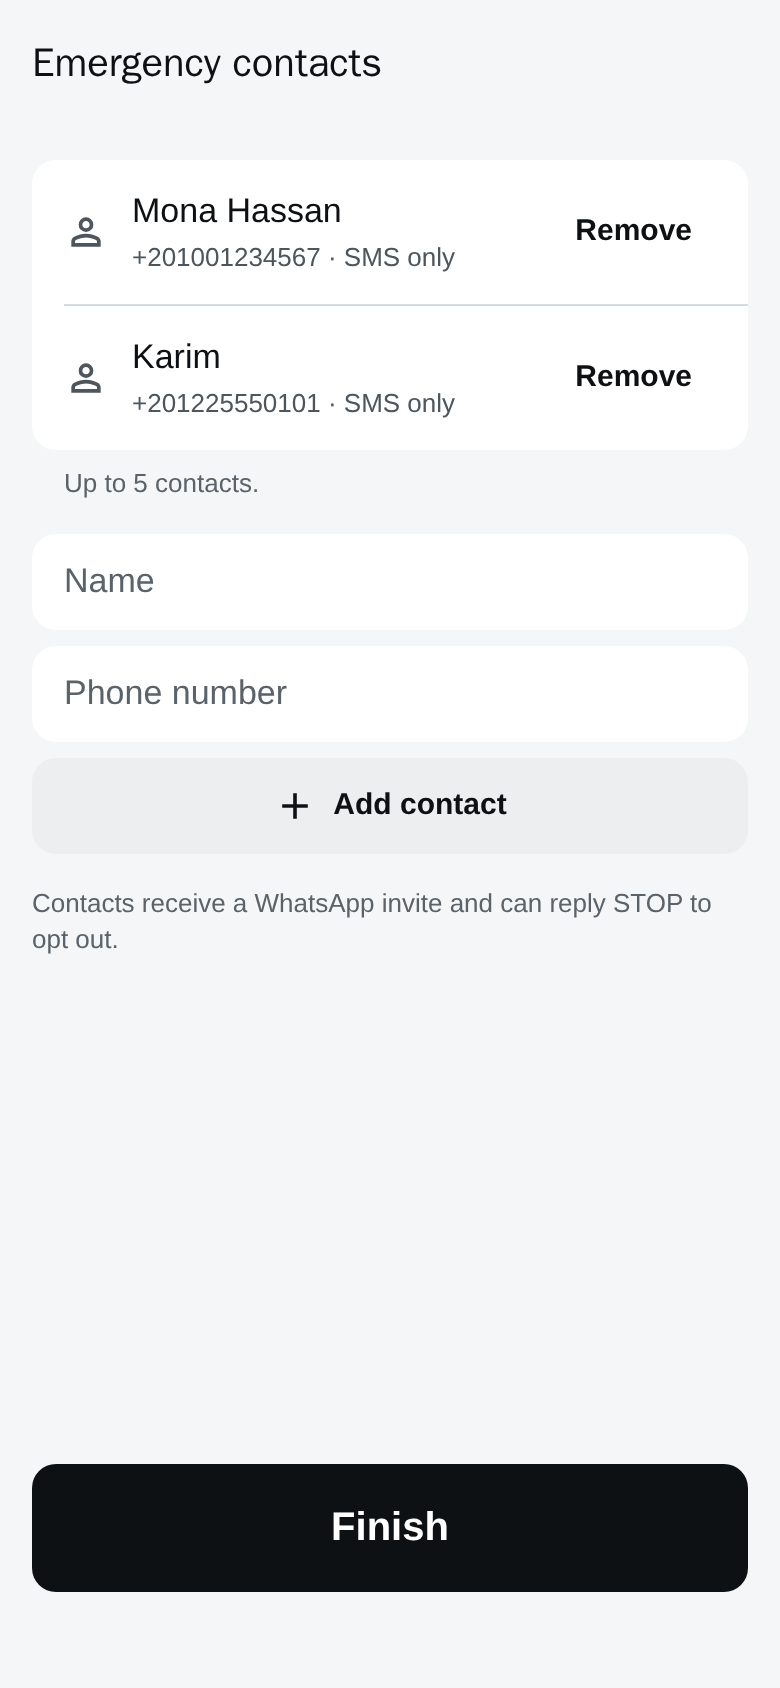 Emergency contacts
Mona Hassan
+201001234567 · SMS only
Remove
Karim
+201225550101 · SMS only
Remove
Up to 5 contacts.
Name
Phone number
Add contact
Contacts receive a WhatsApp invite and can reply STOP to
opt out.
Finish